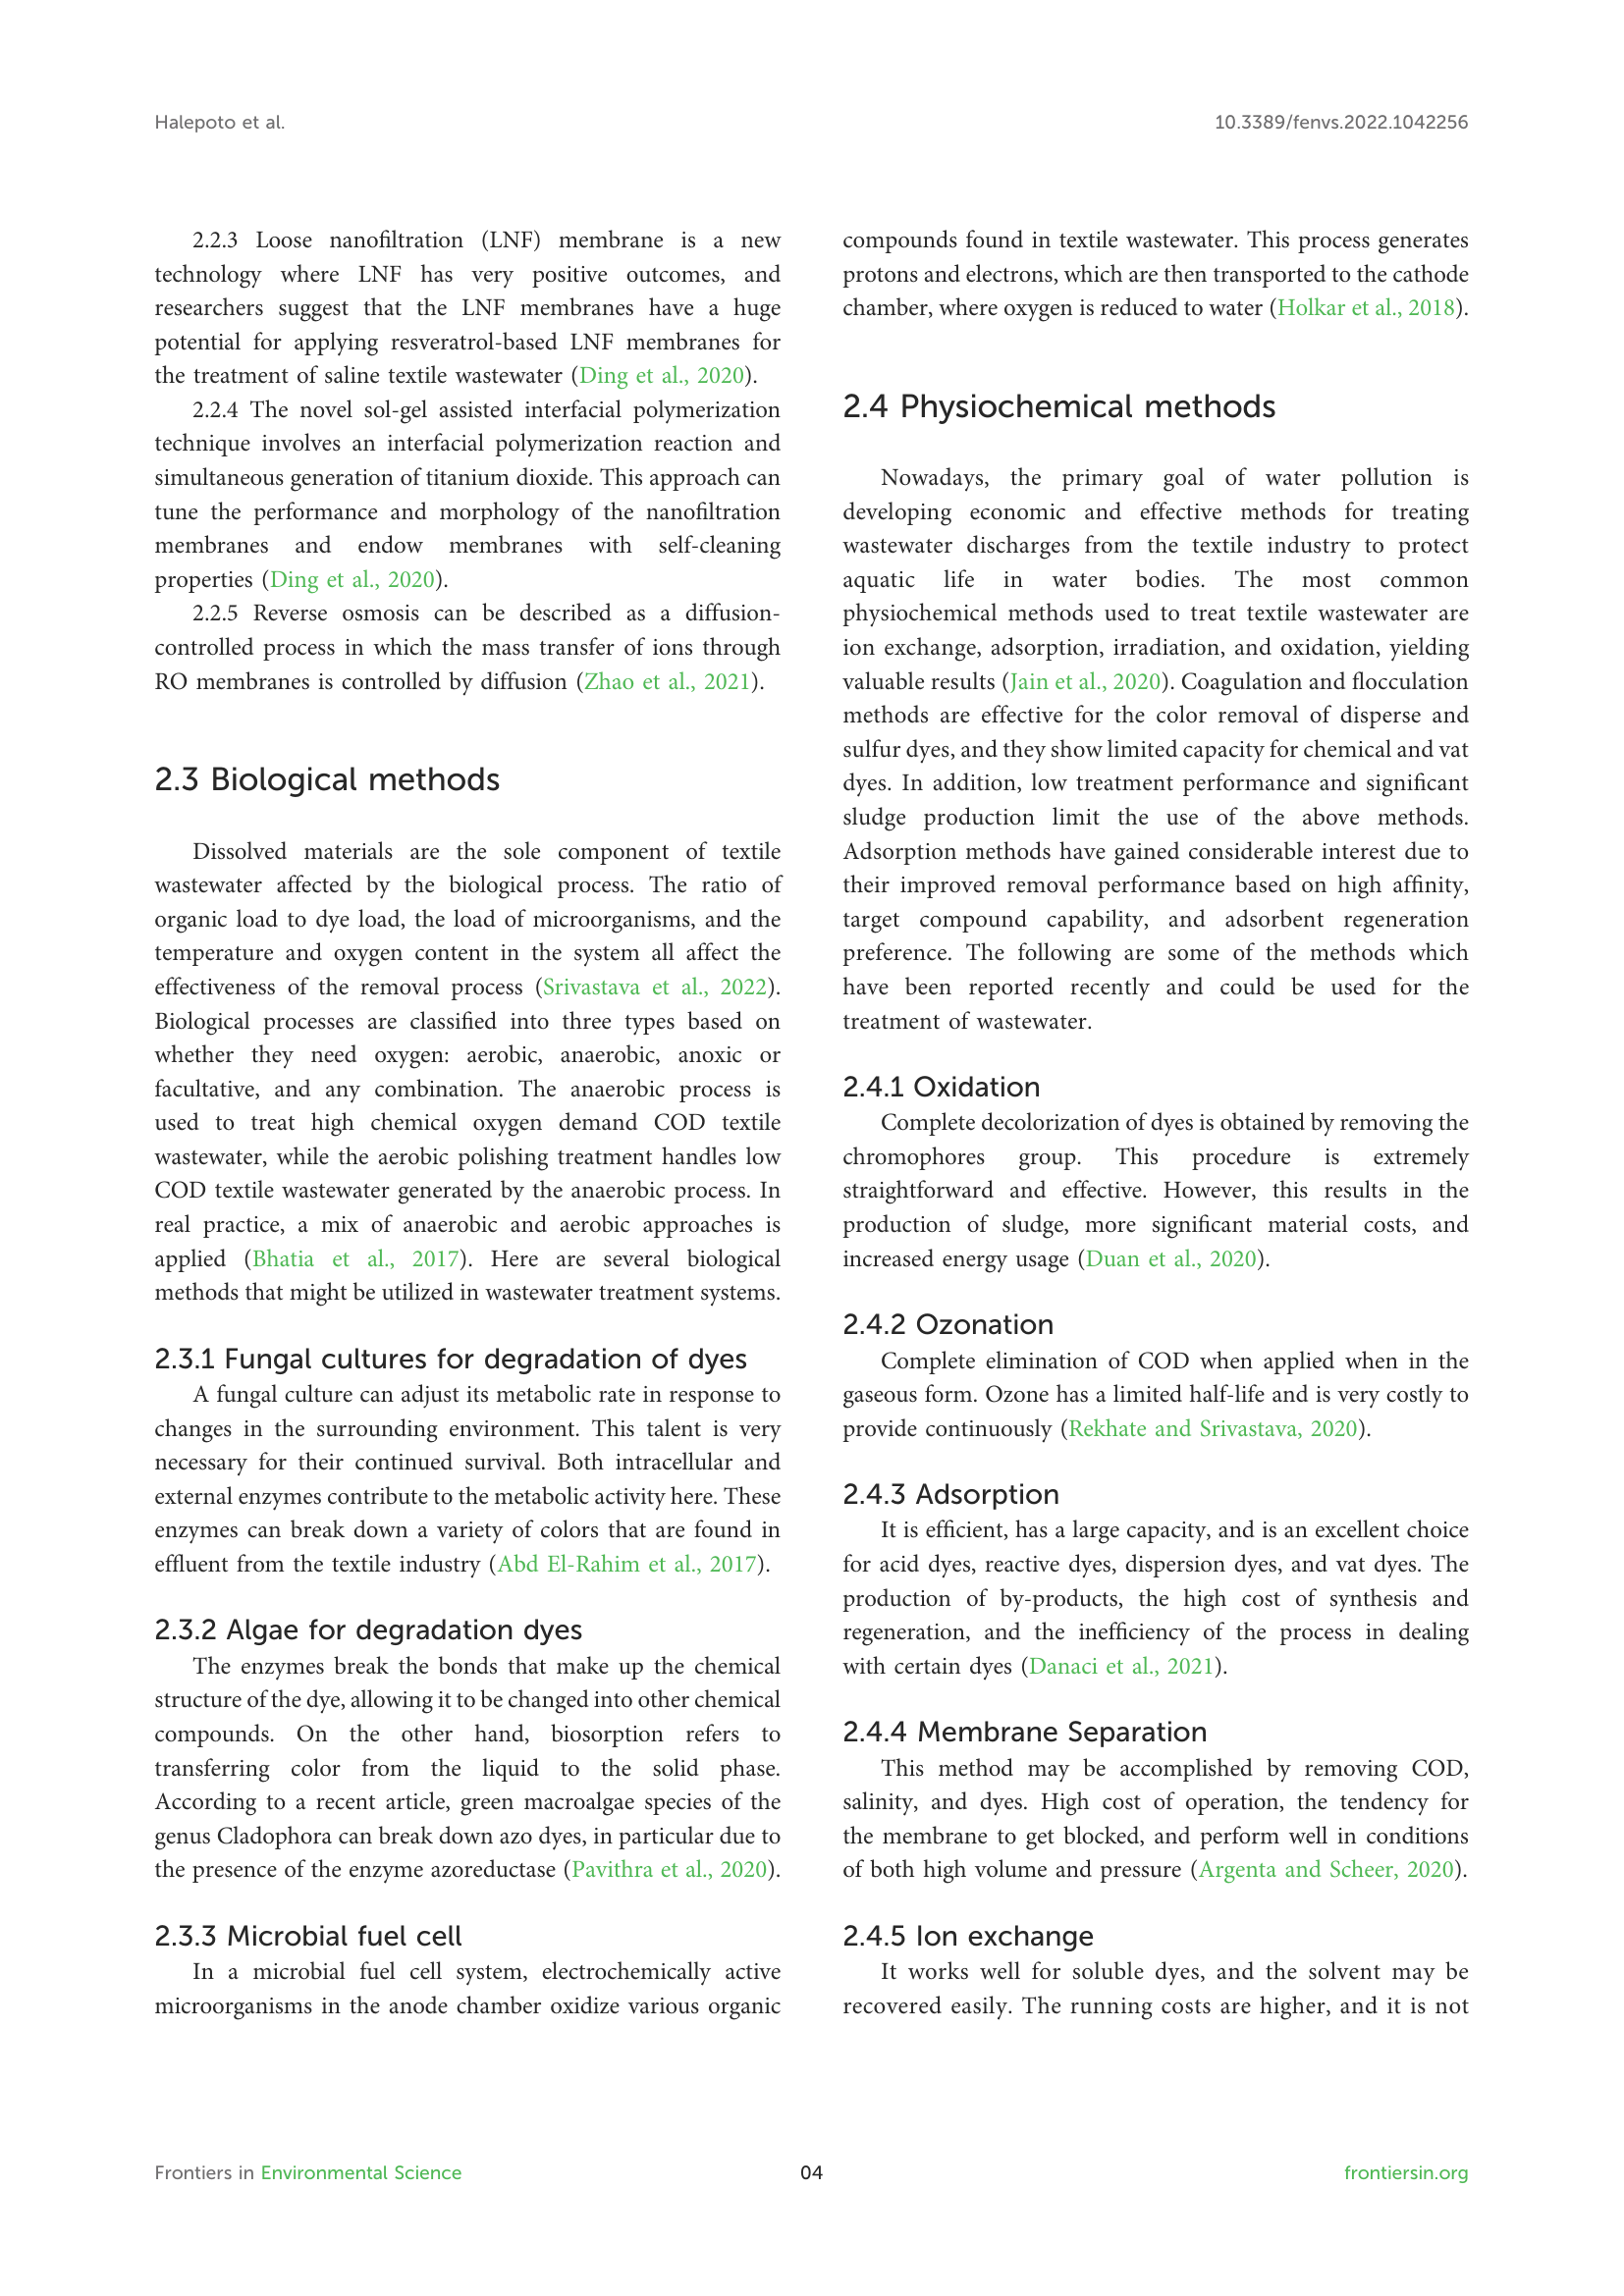 Halepoto et al.
10.3389/fenvs.2022.1042256
2.2.3 Loose nanofiltration (LNF) membrane is a new
technology where LNF has very positive outcomes, and
researchers suggest that the LNF membranes have a huge
potential for applying resveratrol-based LNF membranes for
the treatment of saline textile wastewater (Ding et al., 2020).
2.2.4 The novel sol-gel assisted interfacial polymerization
technique involves an interfacial polymerization reaction and
simultaneous generation of titanium dioxide. This approach can
tune the performance and morphology of the nanofiltration
membranes and endow membranes with self-cleaning
properties (Ding et al., 2020).
2.2.5 Reverse osmosis can be described as a diffusion-
controlled process in which the mass transfer of ions through
RO membranes is controlled by diffusion (Zhao et al., 2021).
2.3 Biological methods
Dissolved materials are the sole component of textile
wastewater affected by the biological process. The ratio of
organic load to dye load, the load of microorganisms, and the
temperature and oxygen content in the system all affect the
effectiveness of the removal process (Srivastava et al., 2022).
Biological processes are classified into three types based on
whether they need oxygen: aerobic, anaerobic, anoxic or
facultative, and any combination. The anaerobic process is
used to treat high chemical oxygen demand COD textile
wastewater, while the aerobic polishing treatment handles low
COD textile wastewater generated by the anaerobic process. In
real practice, a mix of anaerobic and aerobic approaches is
applied (Bhatia et al., 2017). Here are several biological
methods that might be utilized in wastewater treatment systems.
2.3.1 Fungal cultures for degradation of dyes
A fungal culture can adjust its metabolic rate in response to
changes in the surrounding environment. This talent is very
necessary for their continued survival. Both intracellular and
external enzymes contribute to the metabolic activity here. These
enzymes can break down a variety of colors that are found in
effluent from the textile industry (Abd El-Rahim et al., 2017).
2.3.2 Algae for degradation dyes
The enzymes break the bonds that make up the chemical
structure of the dye, allowing it to be changed into other chemical
compounds. On the other hand, biosorption refers to
transferring color from the liquid to the solid phase.
According to a recent article, green macroalgae species of the
genus Cladophora can break down azo dyes, in particular due to
the presence of the enzyme azoreductase (Pavithra et al., 2020).
2.3.3 Microbial fuel cell
In a microbial fuel cell system, electrochemically active
microorganisms in the anode chamber oxidize various organic
compounds found in textile wastewater. This process generates
protons and electrons, which are then transported to the cathode
chamber, where oxygen is reduced to water (Holkar et al., 2018).
2.4 Physiochemical methods
Nowadays, the primary goal of water pollution is
developing economic and effective methods for treating
wastewater discharges from the textile industry to protect
aquatic life in water bodies. The most common
physiochemical methods used to treat textile wastewater are
ion exchange, adsorption, irradiation, and oxidation, yielding
valuable results (Jain et al., 2020). Coagulation and flocculation
methods are effective for the color removal of disperse and
sulfur dyes, and they show limited capacity for chemical and vat
dyes. In addition, low treatment performance and significant
sludge production limit the use of the above methods.
Adsorption methods have gained considerable interest due to
their improved removal performance based on high affinity,
target compound capability, and adsorbent regeneration
preference. The following are some of the methods which
have been reported recently and could be used for the
treatment of wastewater.
2.4.1 Oxidation
Complete decolorization of dyes is obtained by removing the
chromophores group. This procedure is extremely
straightforward and effective. However, this results in the
production of sludge, more significant material costs, and
increased energy usage (Duan et al., 2020).
2.4.2 Ozonation
Complete elimination of COD when applied when in the
gaseous form. Ozone has a limited half-life and is very costly to
provide continuously (Rekhate and Srivastava, 2020).
2.4.3 Adsorption
It is efficient, has a large capacity, and is an excellent choice
for acid dyes, reactive dyes, dispersion dyes, and vat dyes. The
production of by-products, the high cost of synthesis and
regeneration, and the inefficiency of the process in dealing
with certain dyes (Danaci et al., 2021).
2.4.4 Membrane Separation
This method may be accomplished by removing COD,
salinity, and dyes. High cost of operation, the tendency for
the membrane to get blocked, and perform well in conditions
of both high volume and pressure (Argenta and Scheer, 2020).
2.4.5 Ion exchange
It works well for soluble dyes, and the solvent may be
recovered easily. The running costs are higher, and it is not
Frontiers in Environmental Science
04
frontiersin.org